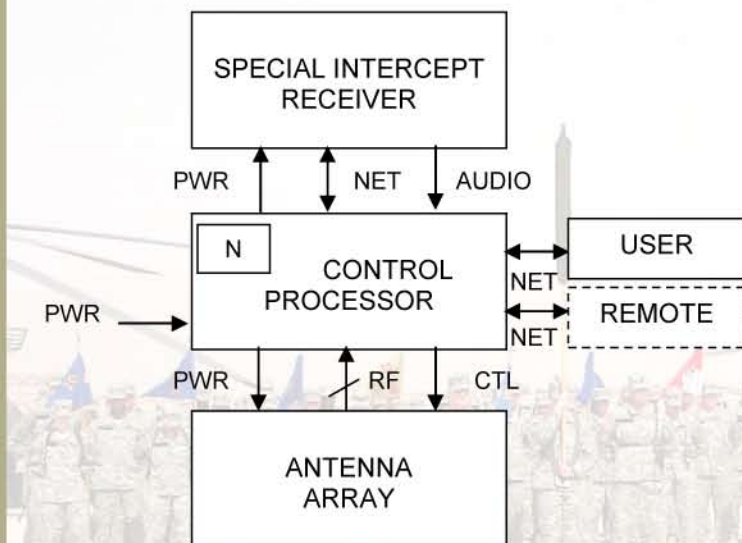 SPECIAL INTERCEPT
RECEIVER
PWR
NET
AUDIO
N
CONTROL
PROCESSOR
USER
NET
REMOTE
NET
PWR
PWR
RF
CTL
ANTENNA
ARRAY